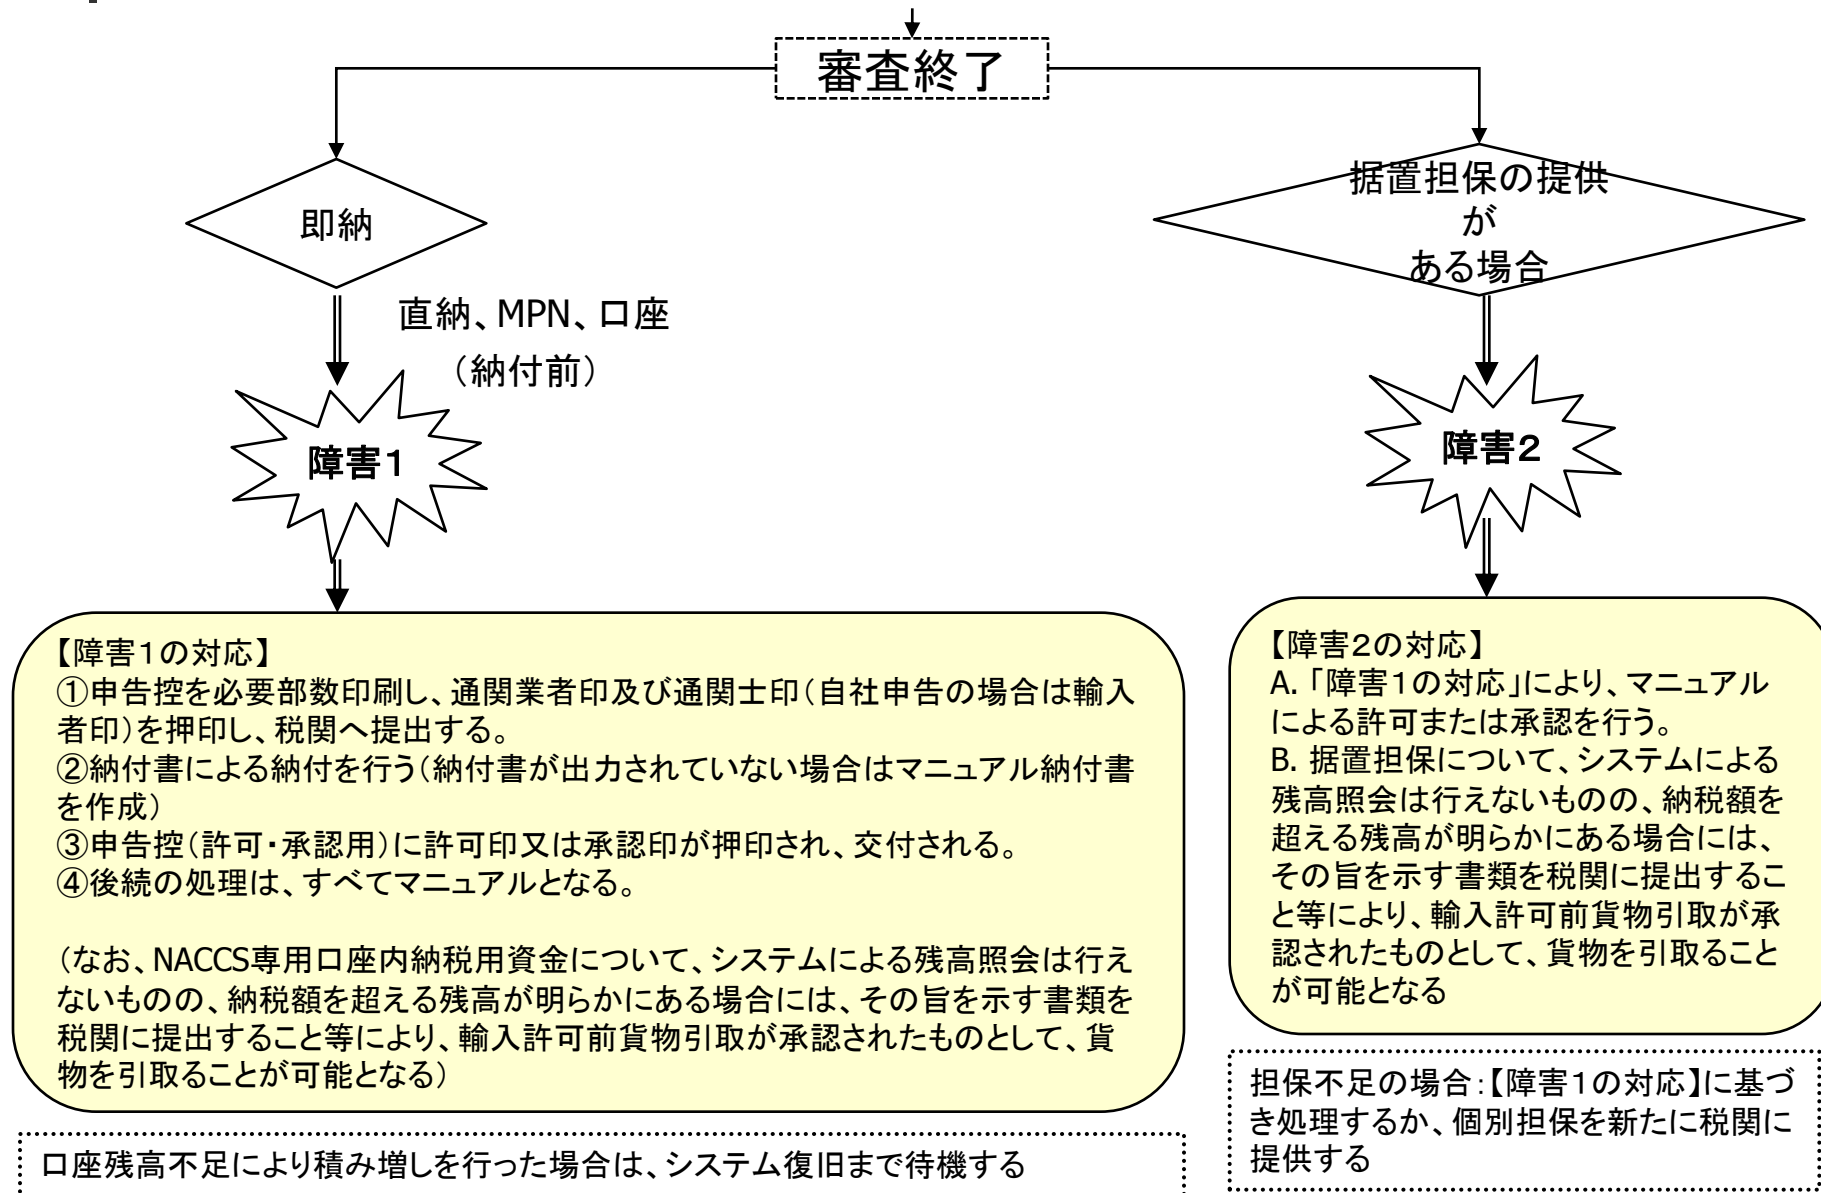 審査終了
即納
直納、MPN、口座
（納付前）
障害１
【障害１の対応】
①申告控を必要部数印刷し、通関業者印及び通関士印（自社申告の場合は輸入
者印）を押印し、税関へ提出する。
②納付書による納付を行う（納付書が出力されていない場合はマニュアル納付書
を作成）
③申告控（許可・承認用）に許可印又は承認印が押印され、交付される。
④後続の処理は、すべてマニュアルとなる。
（なお、NACCS専用口座内納税用資金について、システムによる残高照会は行え
ないものの、納税額を超える残高が明らかにある場合には、その旨を示す書類を
税関に提出すること等により、輸入許可前貨物引取が承認されたものとして、貨
物を引取ることが可能となる）
口座残高不足により積み増しを行った場合は、システム復旧まで待機する
据置担保の提供
が
ある場合
障害２
【障害２の対応】
A. 「障害１の対応」により、マニュアル
による許可または承認を行う。
B. 据置担保について、システムによる
残高照会は行えないものの、納税額を
超える残高が明らかにある場合には、
その旨を示す書類を税関に提出するこ
と等により、輸入許可前貨物引取が承
認されたものとして、貨物を引取ること
が可能となる
担保不足の場合：【障害１の対応】に基づ
き処理するか、個別担保を新たに税関に
提供する